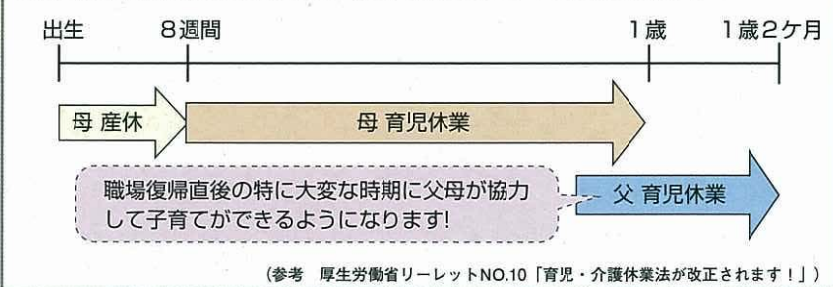 出生 8週間 1歳 1歳2ケ月
母 産休 母 育児休業
職場復帰直後の特に大変な時期に父母が協力
して子育てができるようになります!
父 育児休業
(参考 厚生労働省リーレットNO.10「育児・介護休業法が改正されます!」)